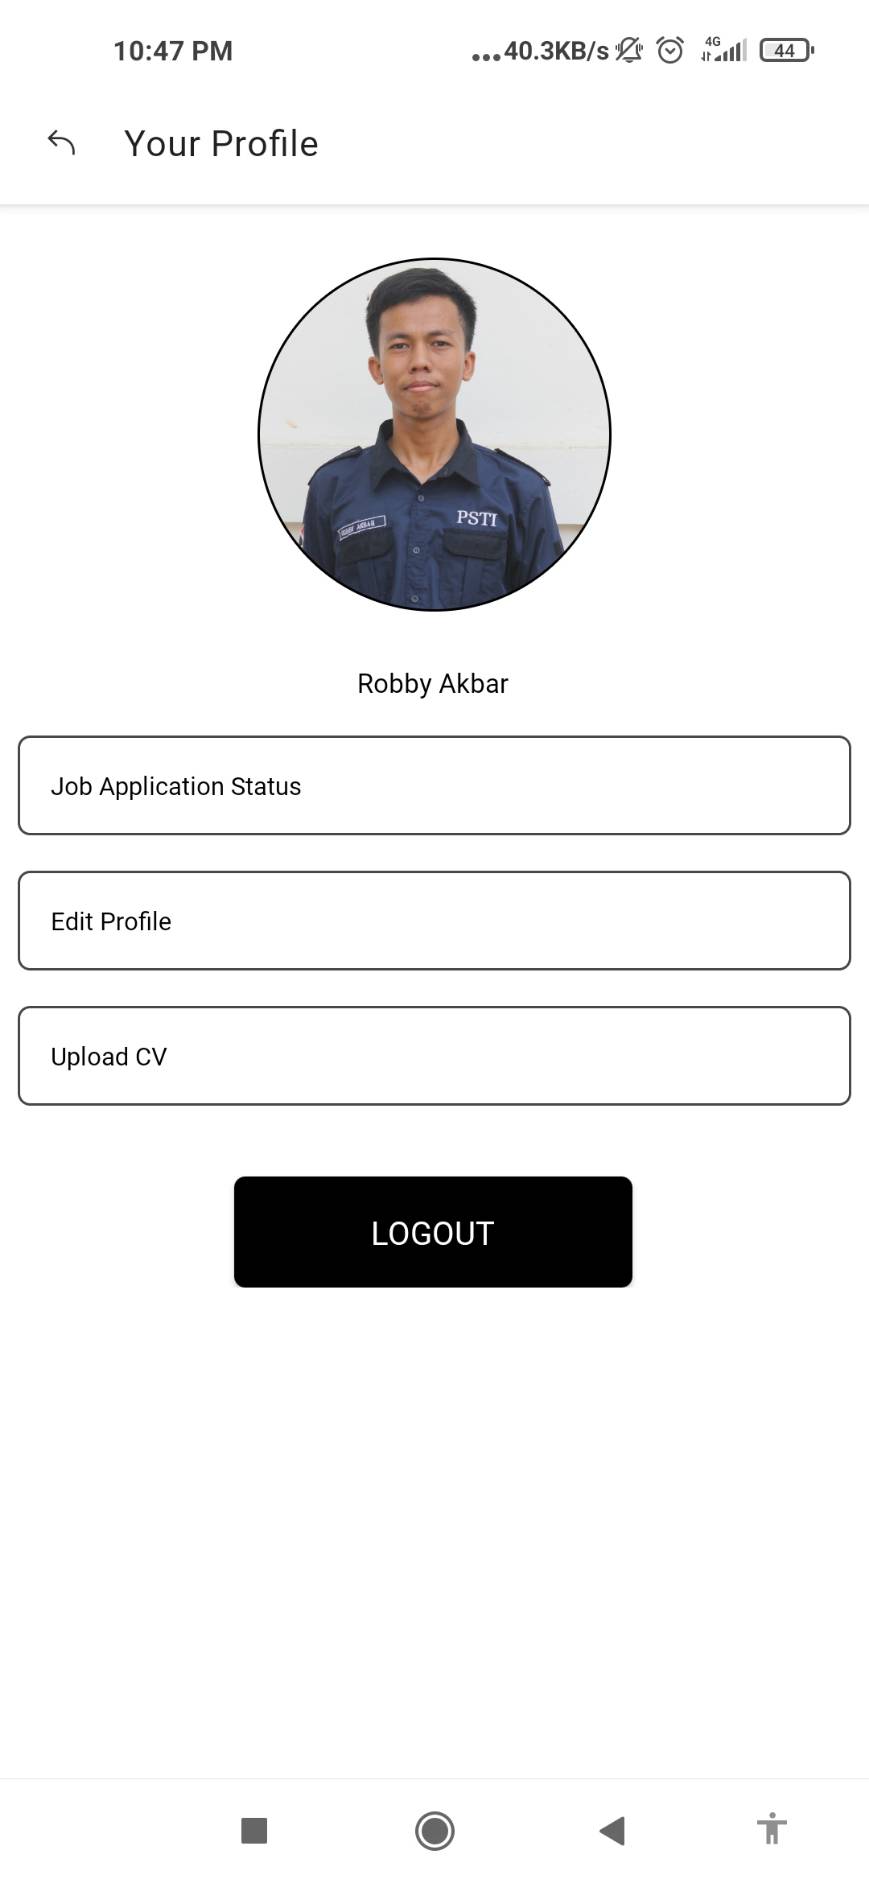 10:47 PM
...40.3KB/s 4G 44
Your Profile
PSTI
Robby Akbar
Job Application Status
Edit Profile
Upload CV
LOGOUT